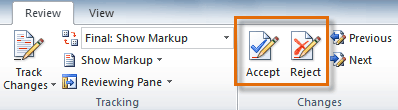 Review View
Final: Show Markup
Show Markup
Reviewing Pane
Track
Changes
Tracking
Accept Reject
Previous
Next
Changes